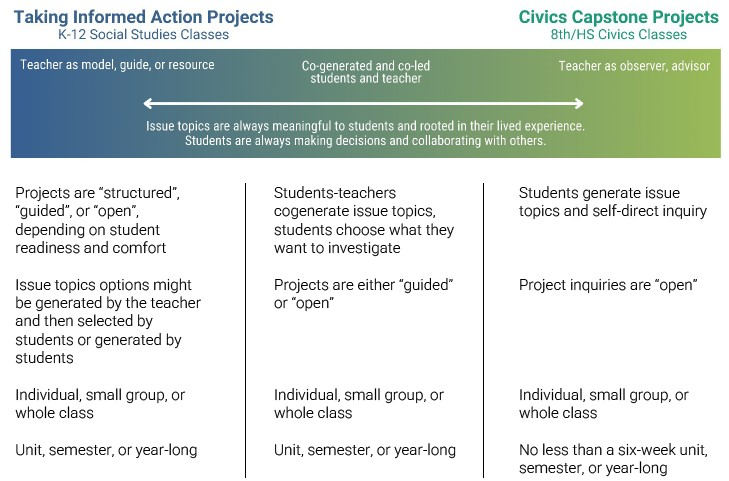 Taking Informed Action Projects
K-12 Social Studies Classes
Civics Capstone Projects
8th/HS Civics Classes
Teacher as model, guide, or resource
Co-generated and co-led
students and teacher
Teacher as observer, advisor
Issue topics are always meaningful to students and rooted in their lived experience.
Students are always making decisions and collaborating with others.
Projects are “structured”,
“guided”, or “open”,
depending on student
readiness and comfort
Issue topics options might
be generated by the teacher
and then selected by
students or generated by
students
Individual, small group, or
whole class
Unit, semester, or year-long
Students-teachers
cogenerate issue topics,
students choose what they
want to investigate
Projects are either “guided”
or “open”
Individual, small group, or
whole class
Unit, semester, or year-long
Students generate issue
topics and self-direct inquiry
Project inquiries are “open”
Individual, small group, or
whole class
No less than a six-week unit,
semester, or year-long